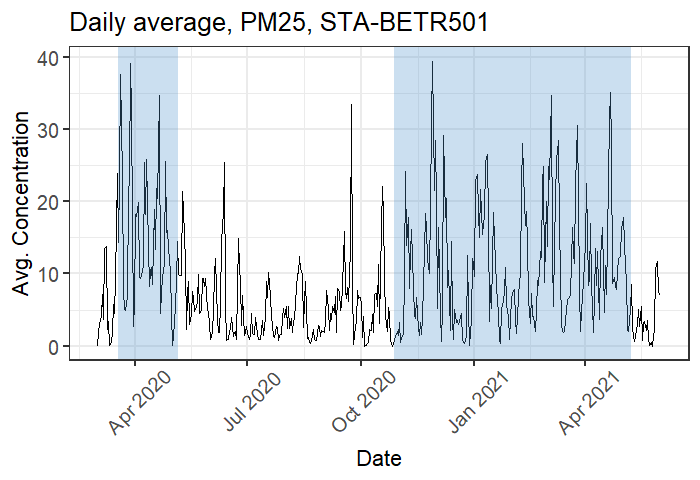 Daily average, PM25, STA-BETR501
Avg. Concentration
40
30
20
10
0
Apr 2020
Jul 2020
Oct 2020
Jan 2021
Apr 2021
Date